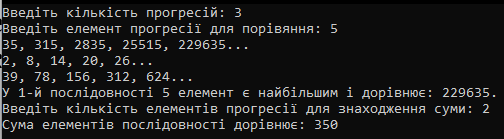 Введіть кількість прогресій: 3
Введіть елемент прогресії для порівяння: 5
35, 315, 2835, 25515, 229635...
2, 8, 14, 20, 26...
39, 78, 156, 312, 624...
У 1-й послідовності 5 елемент є найбільшим і дорівнює: 229635.
Введіть кількість елементів прогресії для знаходження суми: 2
Сума елементів послідовності дорівнює: 350